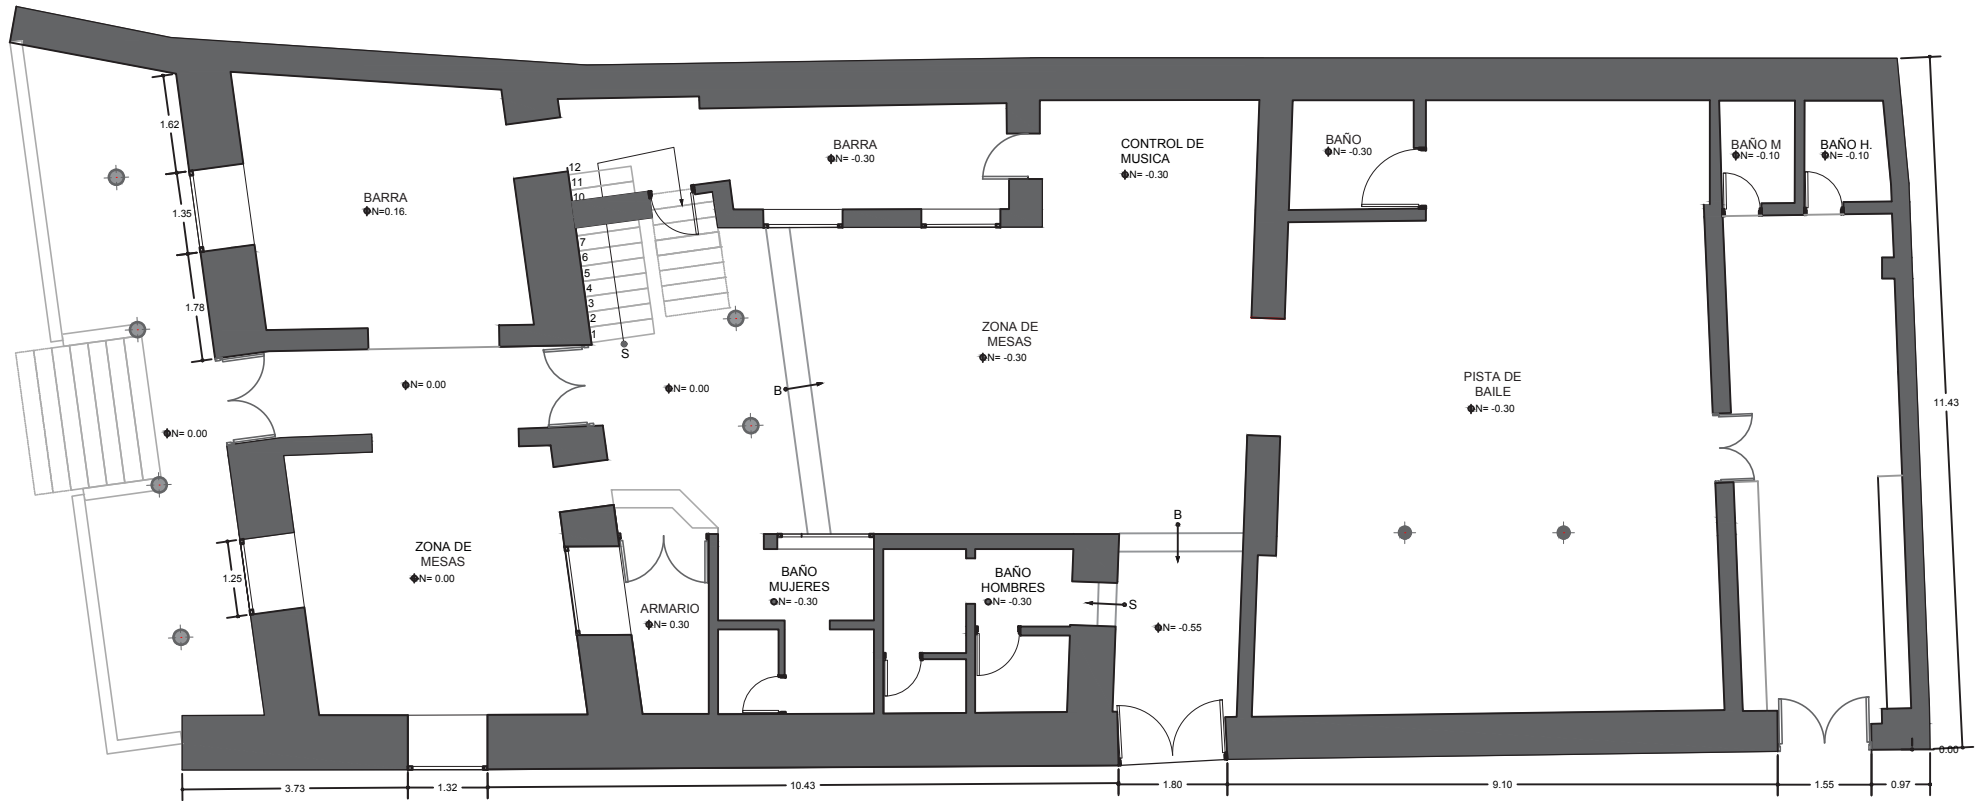 1.62
1.35
1.78
1.25
BARRA
N=0.16.
12
11
10
7
6
5
4
3
2
1
S
BARRA
N= -0.30
CONTROL DE
MUSICA
N= -0.30
BAÑO
N= -0.30
BAÑO M
N= -0.10
BAÑO H.
N= -0.10
ZONA DE
MESAS
N= -0.30
PISTA DE
BAILE
N= -0.30
11.43
N= 0.00
N= 0.00
N= 0.00
B
ZONA DE
MESAS
N= 0.00
ARMARIO
N= 0.30
BAÑO
MUJERES
N= -0.30
BAÑO
HOMBRES
N= -0.30
B
S
N= -0.55
0.00
3.73
1.32
10.43
1.80
9.10
1.55
0.97